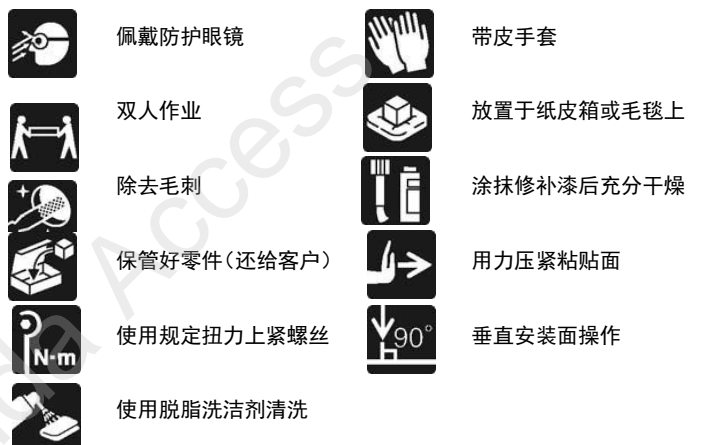 佩戴防护眼镜
带皮手套
双人作业
放置于纸皮箱或毛毯上
除去毛刺
涂抹修补漆后充分干燥
保管好零件（还给客户）
用力压紧粘贴面
使用规定扭力上紧螺丝
N·m
垂直安装面操作
90°
使用脱脂洗洁剂清洗
nda Access